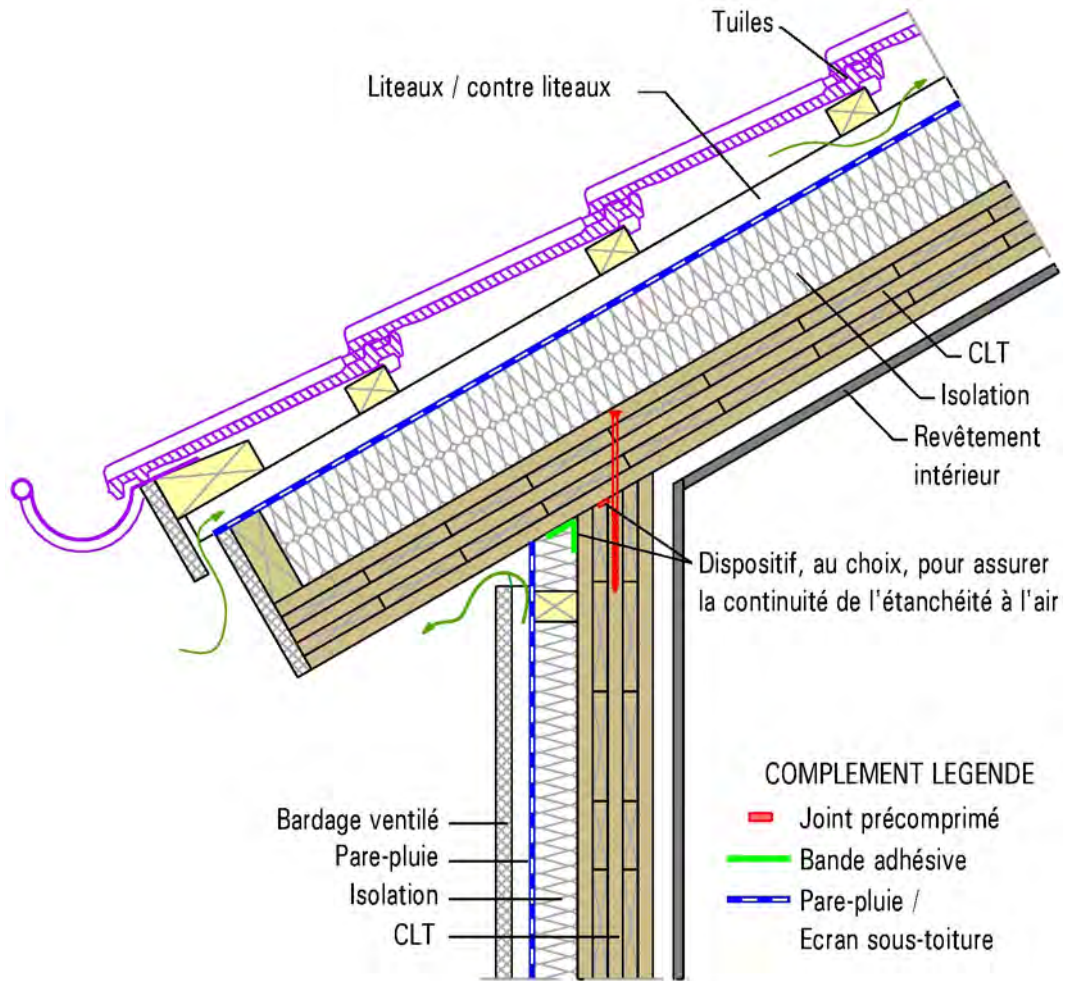 Tuiles
Liteaux / contre liteaux
CLT
Isolation
Revêtement
intérieur
Dispositif, au choix, pour assurer
la continuité de l'étanchéité à l'air
COMPLEMENT LEGENDE
Joint précomprimé
Bande adhésive
Pare-pluie /
Ecran sous-toiture
Bardage ventilé
Pare-pluie
Isolation
CLT